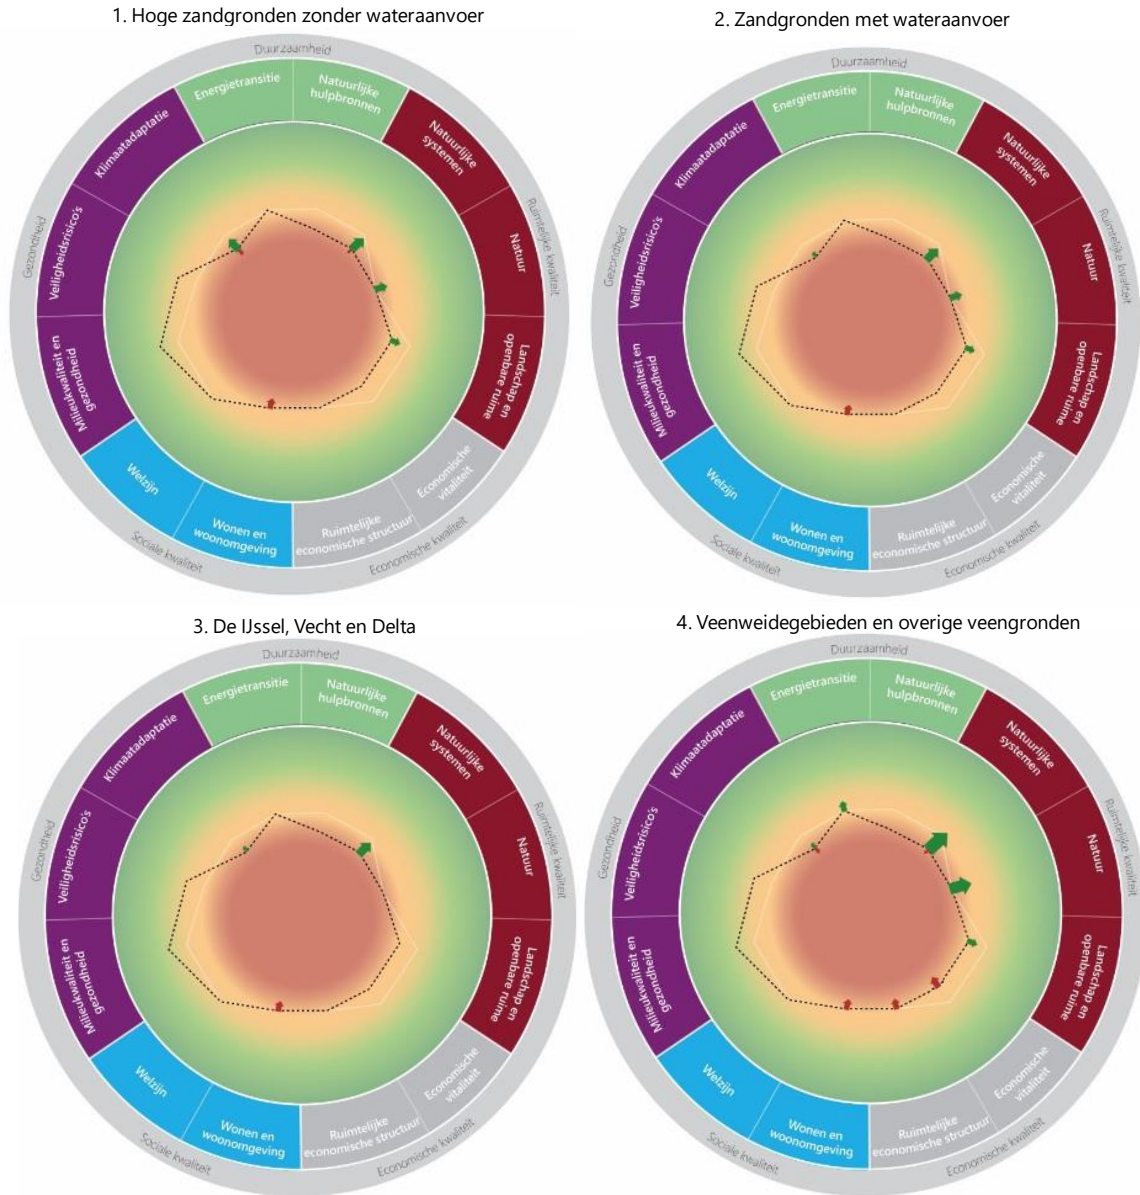 1. Hoge zandgronden zonder wateraanvoer
Duurzaamheid
Energietransitie
Natuurlijke
hulpbronnen
Klimaatadaptatie
Natuurlijke
systemen
Gezondheid
Veiligheidsrisico's
Natuur
Ruimtelijke kwaliteit
Milieukwaliteit en
gezondheid
Landschap en
openbare ruime
Welzijn
Wonen en
woonomgeving
Ruimtelijke
economische structuur
Economische
vitaliteit
Sociale kwaliteit
Economische kwaliteit
2. Zandgronden met wateraanvoer
Duurzaamheid
Energietransitie
Natuurlijke
hulpbronnen
Klimaatadaptatie
Natuurlijke
systemen
Gezondheid
Veiligheidsrisico's
Natuur
Ruimtelijke kwaliteit
Milieukwaliteit en
gezondheid
Landschap en
openbare ruime
Welzijn
Wonen en
woonomgeving
Ruimtelijke
economische structuur
Economische
vitaliteit
Sociale kwaliteit
Economische kwaliteit
3. De IJssel, Vecht en Delta
Duurzaamheid
Energietransitie
Natuurlijke
hulpbronnen
Klimaatadaptatie
Natuurlijke
systemen
Gezondheid
Veiligheidsrisico's
Natuur
Ruimtelijke kwaliteit
Milieukwaliteit en
gezondheid
Landschap en
openbare ruime
Welzijn
Wonen en
woonomgeving
Ruimtelijke
economische structuur
Economische
vitaliteit
Sociale kwaliteit
Economische kwaliteit
4. Veenweidegebieden en overige veengronden
Duurzaamheid
Energietransitie
Natuurlijke
hulpbronnen
Klimaatadaptatie
Natuurlijke
systemen
Gezondheid
Veiligheidsrisico's
Natuur
Ruimtelijke kwaliteit
Milieukwaliteit en
gezondheid
Landschap en
openbare ruime
Welzijn
Wonen en
woonomgeving
Ruimtelijke
economische structuur
Economische
vitaliteit
Sociale kwaliteit
Economische kwaliteit